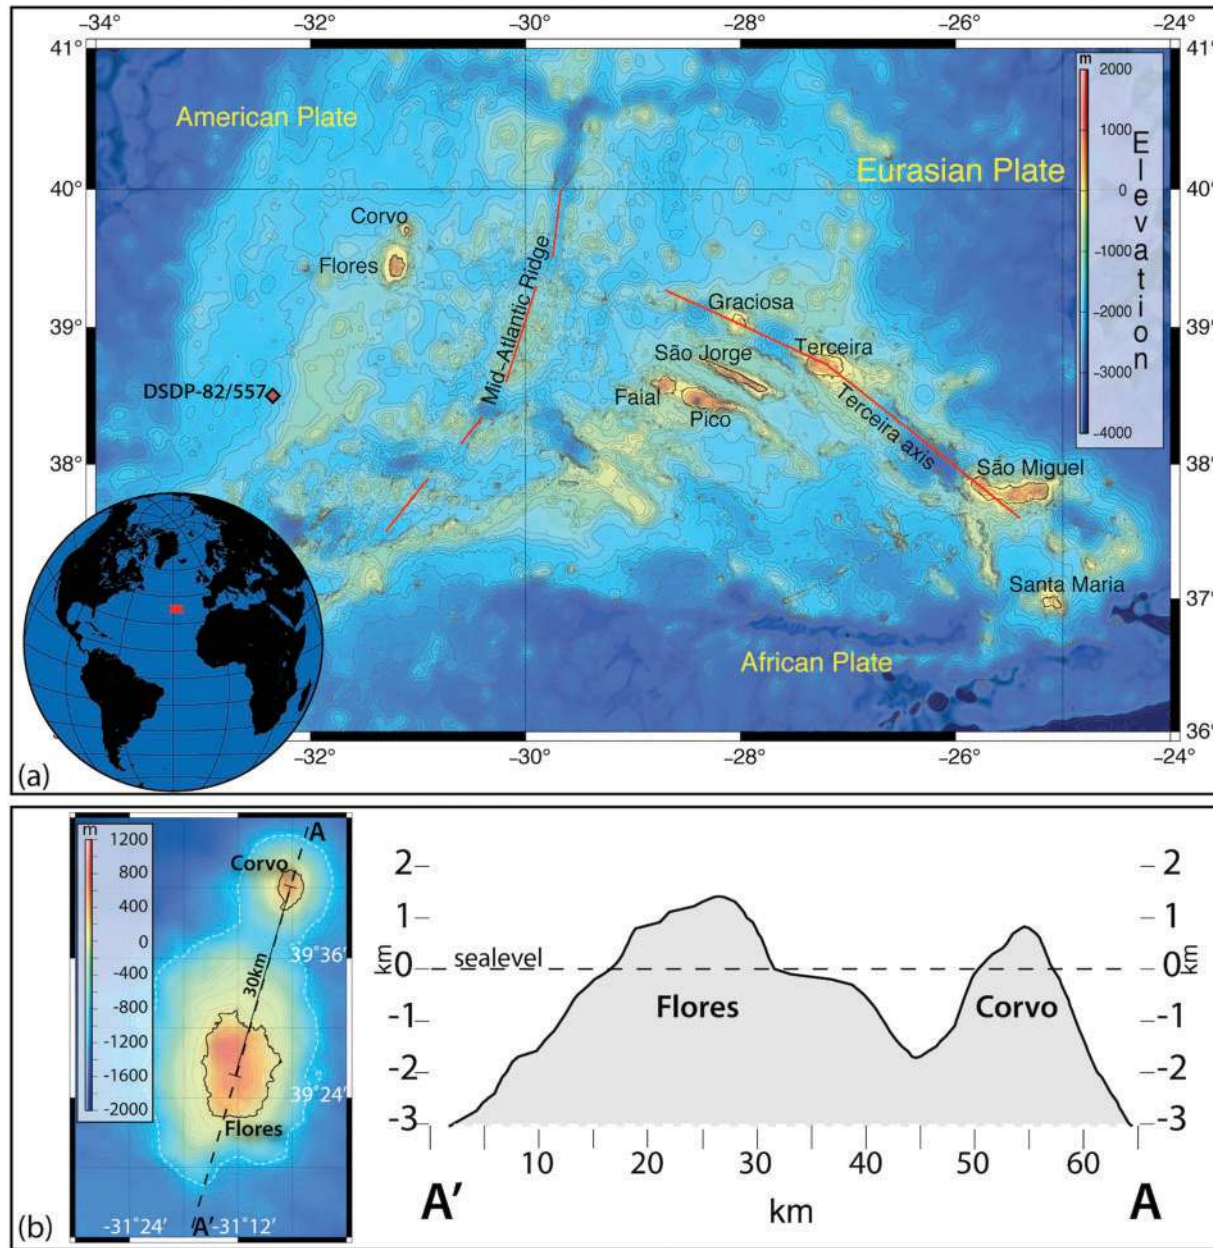 −34° −32° −30° −28° −26° −24°
41° 41°
American Plate
m
2000
1000
0
−1000
−2000
−3000
−4000
Elevation
Eurasian Plate
40° 40°
Corvo
Flores
Mid-Atlantic Ridge
39° 39°
Graciosa
São Jorge
Terceira
Faial
Pico
Terceira axis
DSDP-82/557
38° 38°
São Miguel
Santa Maria
37°
African Plate
36°
−32° −30° −28° −26° −24°
(a)
m
1200
800
400
0
-400
-800
-1200
-1600
-2000
A
Corvo
39°36'
30km
39°24'
Flores
-31°24' -31°12'
A'
(b)
2 2
1 1
km 0 sealevel 0 km
Flores Corvo
-1 -1
-2 -2
-3 -3
10 20 30 40 50 60
A' km A